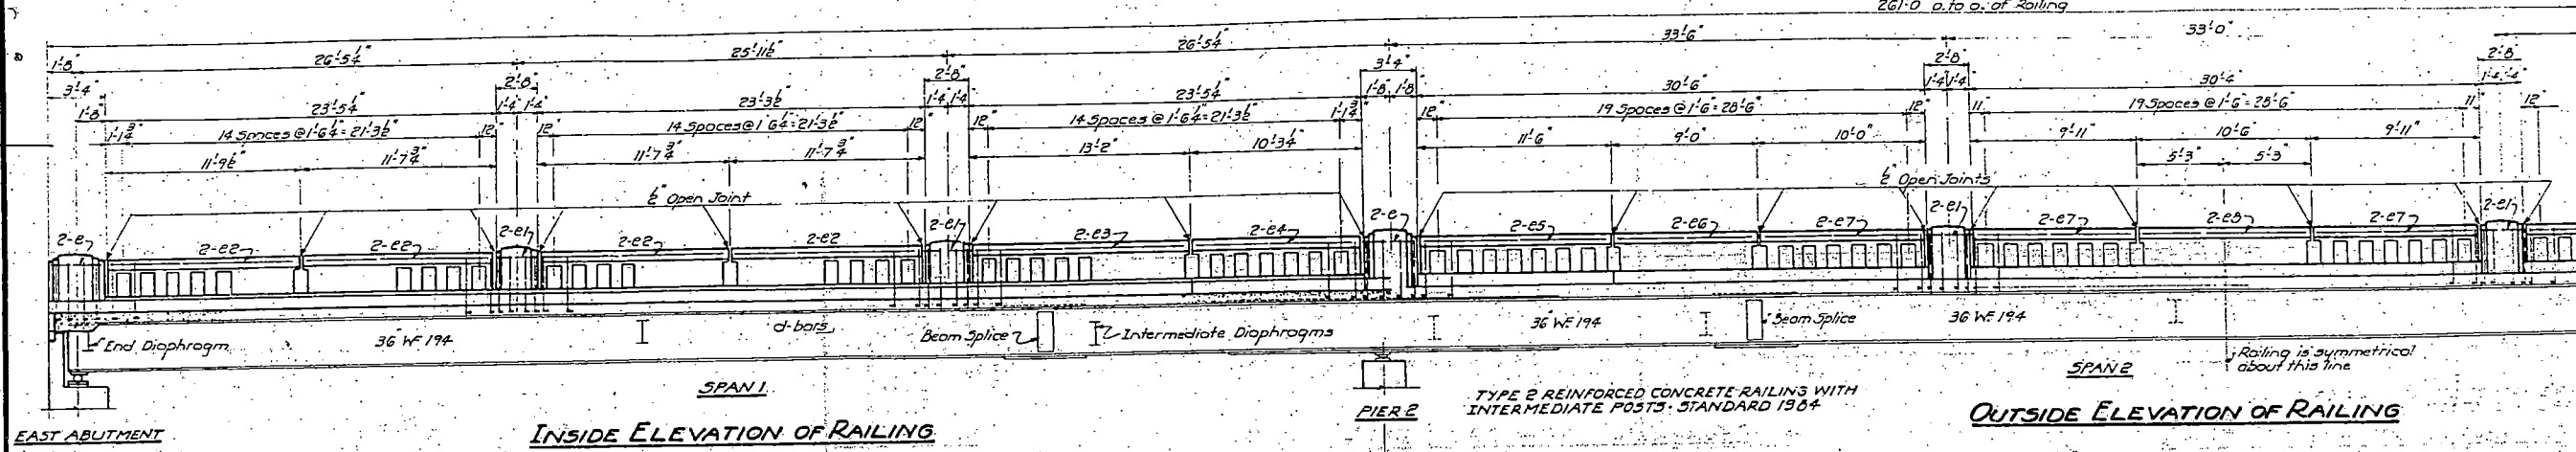 261'-0" o. to o. of Railing
26'-5¼" 25'-11½" 26'-5¼" 33'-6" 33'-0"
1'-8" 2'-8" 2'-8" 3'-4" 2'-8" 2'-8"
3'-4" 1'-8" 23'-5¼" 1'-4" 1'-4" 23'-3½" 1'-4" 1'-4" 23'-5¼" 1'-8" 1'-8" 30'-6" 1'-4" 1'-4" 30'-4" 1'-4" 1'-4"
1'-1¾" 14 Spaces @ 1'-6¼" = 21'-3½" 12" 12" 14 Spaces @ 1'-6¼" = 21'-3½" 12" 12" 14 Spaces @ 1'-6¼" = 21'-3½" 1'-1¾" 12" 19 Spaces @ 1'-6" = 28'-6" 12" 11" 19 Spaces @ 1'-6" = 28'-6" 11" 12"
11'-9½" 11'-7¾" 11'-7¾" 11'-7¾" 13'-2" 10'-3¼" 11'-6" 9'-0" 10'-0" 9'-11" 10'-6" 9'-11"
5'-3" 5'-3"
½" Open Joint ½" Open Joints
2-e 2-e2 2-e2 2-e1 2-e2 2-e2 2-e1 2-e3 2-e4 2-e 2-e5 2-e6 2-e7 2-e1 2-e7 2-e8 2-e7 2-e1
End Diaphragm 36 WF 194 d-bars Beam Splice Intermediate Diaphragms 36 WF 194 Beam Splice 36 WF 194
Railing is symmetrical
about this line
SPAN 1 SPAN 2
TYPE 2 REINFORCED CONCRETE RAILING WITH
INTERMEDIATE POSTS - STANDARD 1984
PIER 2
EAST ABUTMENT
INSIDE ELEVATION OF RAILING
OUTSIDE ELEVATION OF RAILING